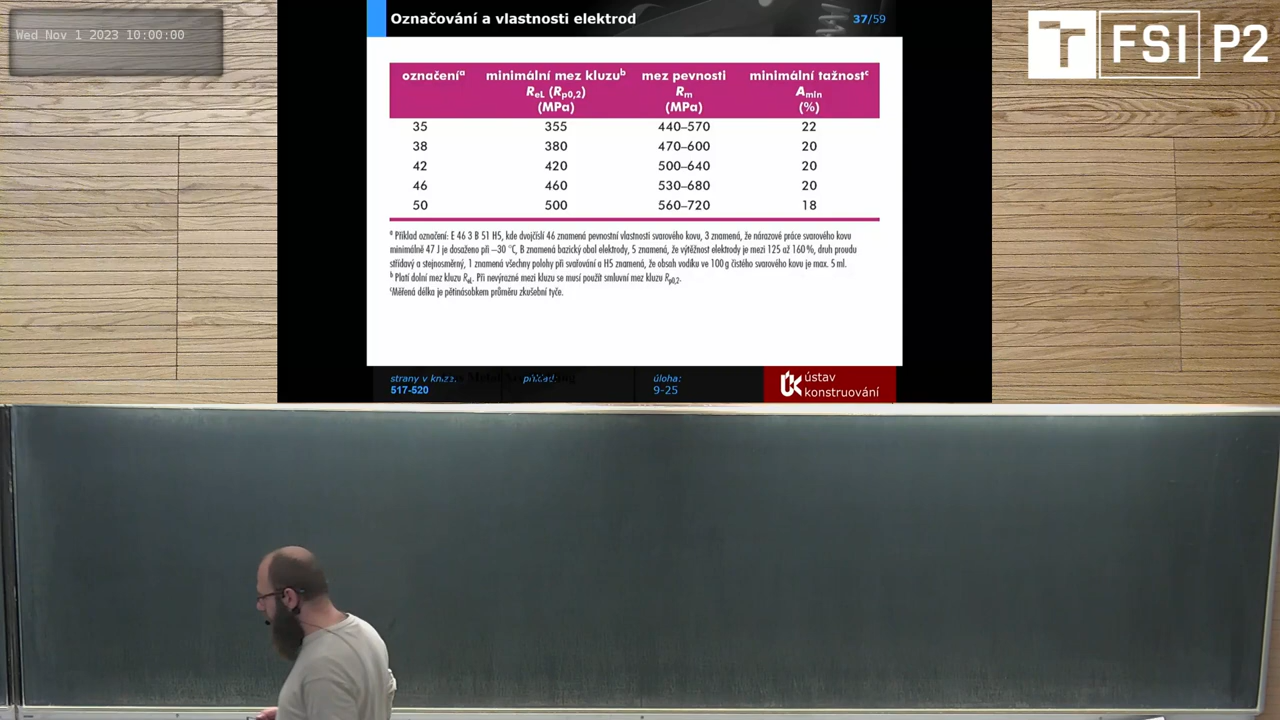 Wed Nov 1 2023 10:00:00
Označování a vlastnosti elektrod
37/59
T FSI P2
označeníᵃ minimální mez kluzuᵇ mez pevnosti minimální tažnostᶜ
ReL (Rp0,2) Rm Amin
(MPa) (MPa) (%)
35 355 440–570 22
38 380 470–600 20
42 420 500–640 20
46 460 530–680 20
50 500 560–720 18
ᵃ Příklad označení: E 46 3 B 51 H5, kde dvojčíslí 46 znamená pevnostní vlastnosti svarového kovu, 3 znamená, že nárazové práce svarového kovu
minimálně 47 J je dosaženo při –30 °C, B znamená bazický obal elektrody, 5 znamená, že výtěžnost elektrody je mezi 125 až 160 %, druh proudu
střídavý a stejnosměrný, 1 znamená všechny polohy při svařování a H5 znamená, že obsah vodíku ve 100 g čistého svarového kovu je max. 5 ml.
ᵇ Platí dolní mez kluzu ReL. Při nevýrazné mezi kluzu se musí použít smluvní mez kluzu Rp0,2.
ᶜMěřená délka je pětinásobkem průměru zkušební tyče.
strany v knize: příklad: úloha:
517-520 9-25
ústav
konstruování